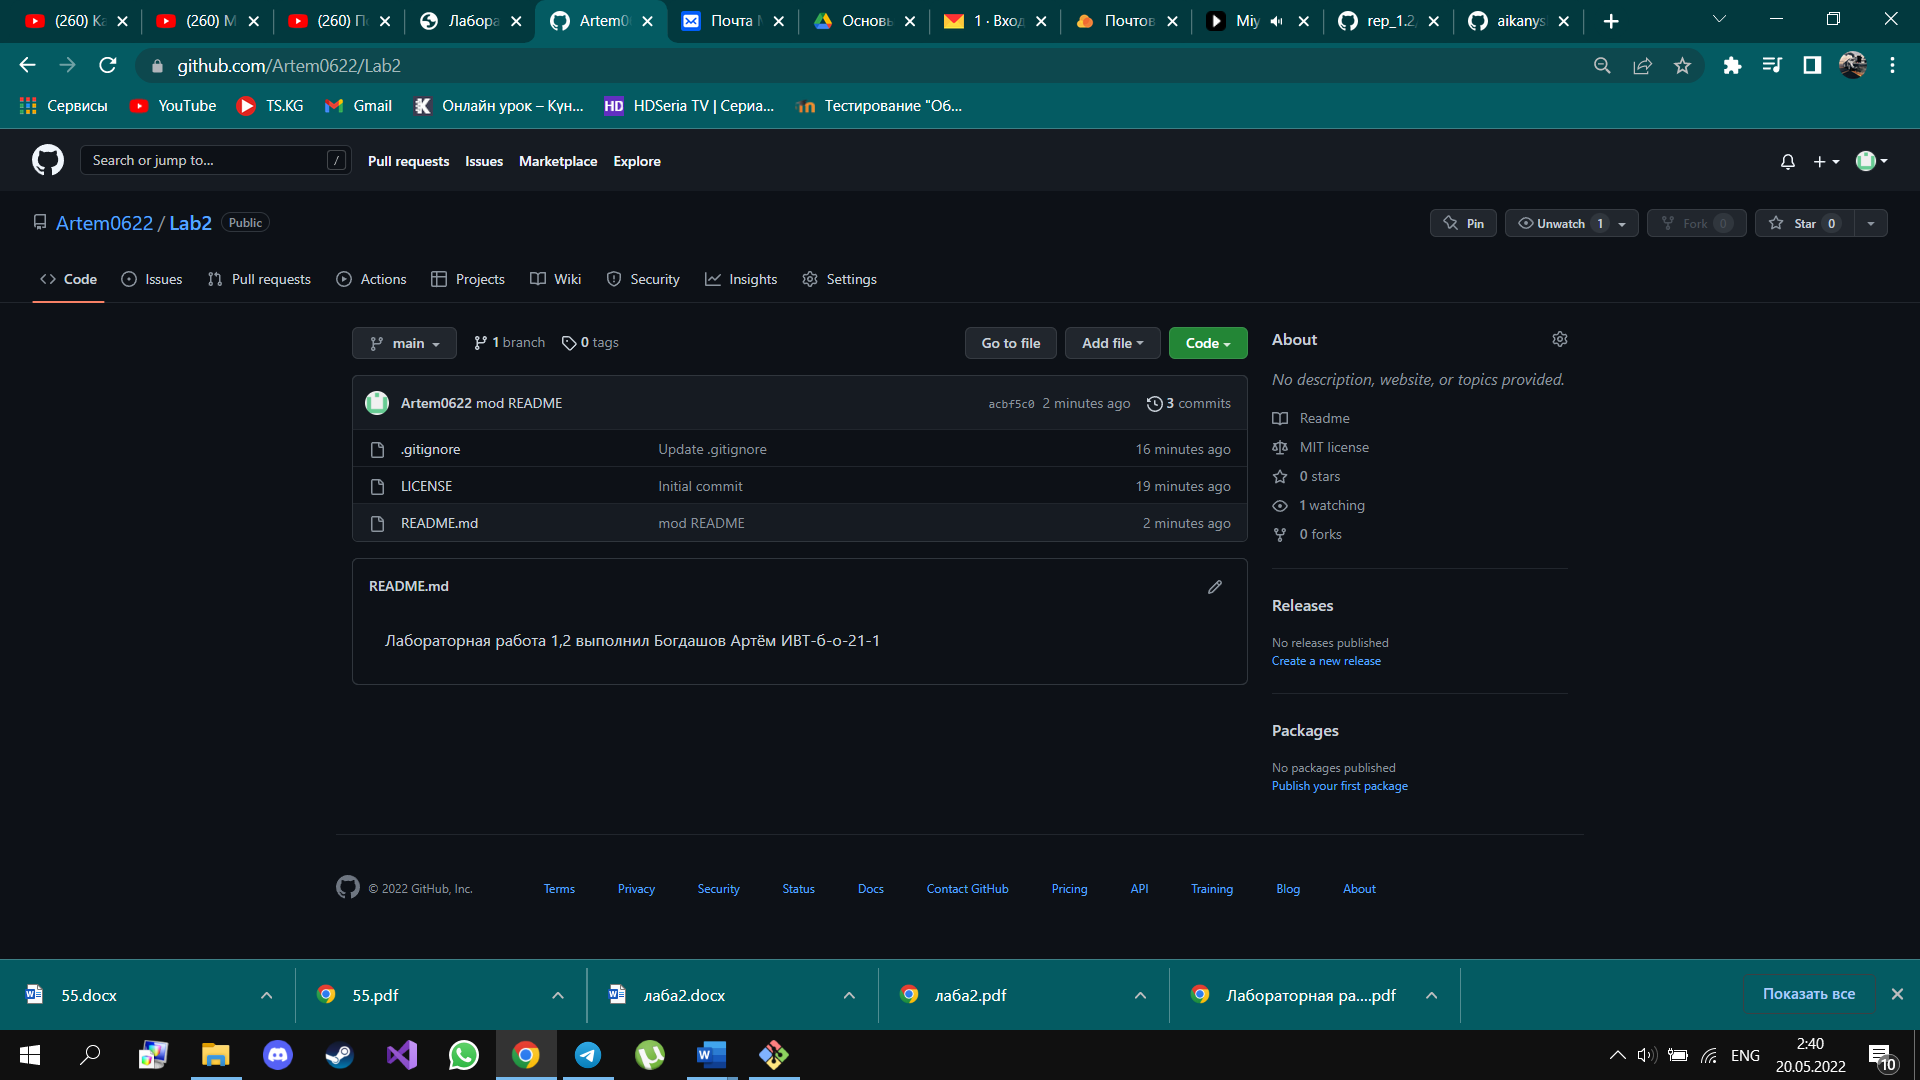 (260) Ка
(260) М
(260) По
Лабора
Artem06
Почта М
Основы
1 · Вход
Почтов
Miy
rep_1.2/
aikanys
github.com/Artem0622/Lab2
Сервисы
YouTube
TS.KG
Gmail
Онлайн урок – Күн...
HD HDSeria TV | Сериа...
Тестирование "Об...
Search or jump to... /
Pull requests
Issues
Marketplace
Explore
Artem0622 / Lab2 Public
Pin
Unwatch 1
Fork 0
Star 0
Code
Issues
Pull requests
Actions
Projects
Wiki
Security
Insights
Settings
main
1 branch
0 tags
Go to file
Add file
Code
Artem0622 mod README acbf5c0 2 minutes ago 3 commits
.gitignore Update .gitignore 16 minutes ago
LICENSE Initial commit 19 minutes ago
README.md mod README 2 minutes ago
README.md
Лабораторная работа 1,2 выполнил Богдашов Артём ИВТ-б-о-21-1
About
No description, website, or topics provided.
Readme
MIT license
0 stars
1 watching
0 forks
Releases
No releases published
Create a new release
Packages
No packages published
Publish your first package
© 2022 GitHub, Inc.
Terms
Privacy
Security
Status
Docs
Contact GitHub
Pricing
API
Training
Blog
About
55.docx
55.pdf
лаба2.docx
лаба2.pdf
Лабораторная ра....pdf
Показать все
ENG
2:40
20.05.2022
10